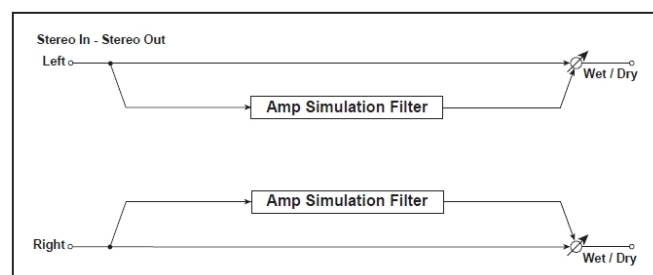 Stereo In - Stereo Out
Left
Wet / Dry
Amp Simulation Filter
Amp Simulation Filter
Right
Wet / Dry